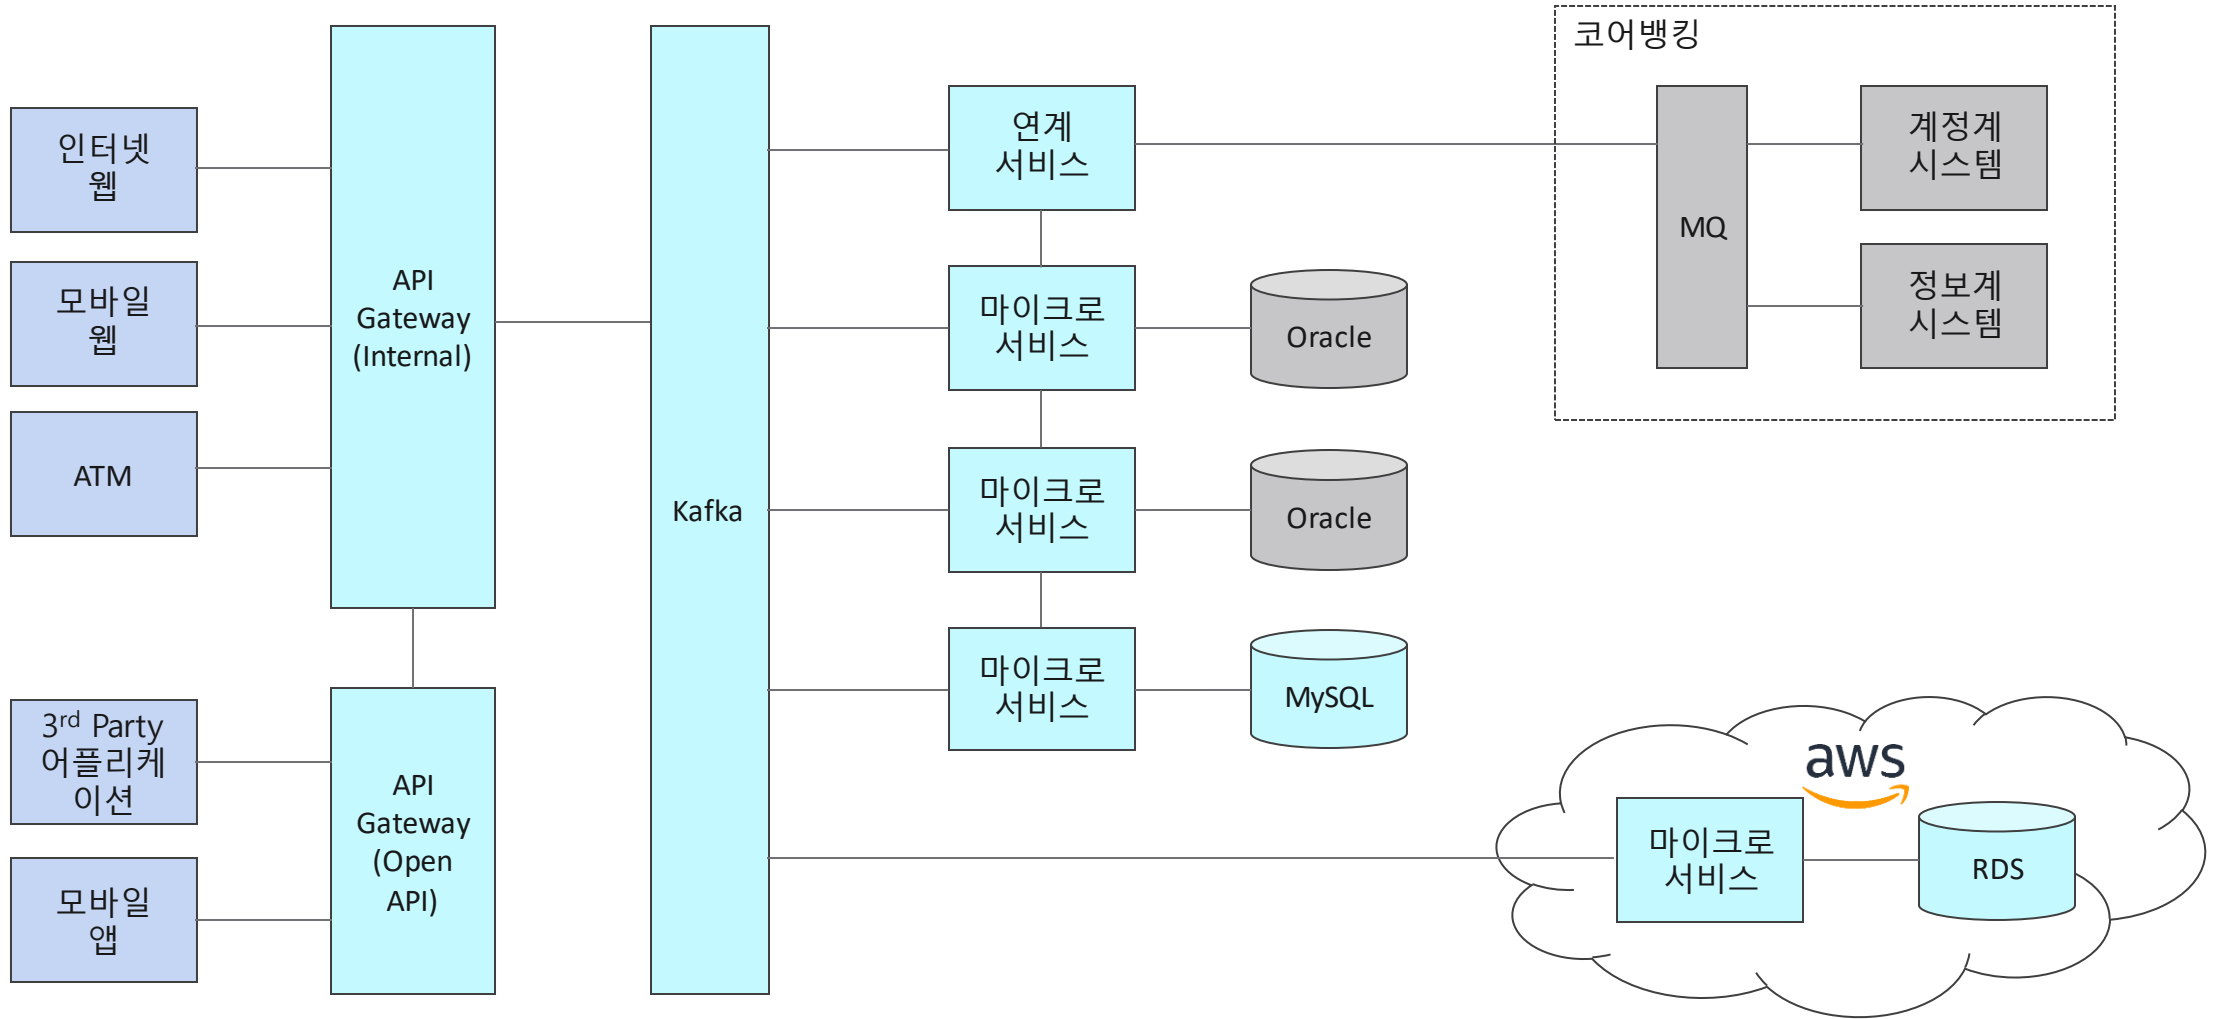 코어뱅킹
인터넷
웹
모바일
웹
ATM
3rd Party
어플리케
이션
모바일
앱
API
Gateway
(Internal)
API
Gateway
(Open
API)
Kafka
연계
서비스
마이크로
서비스
마이크로
서비스
마이크로
서비스
Oracle
Oracle
MySQL
MQ
계정계
시스템
정보계
시스템
aws
마이크로
서비스
RDS